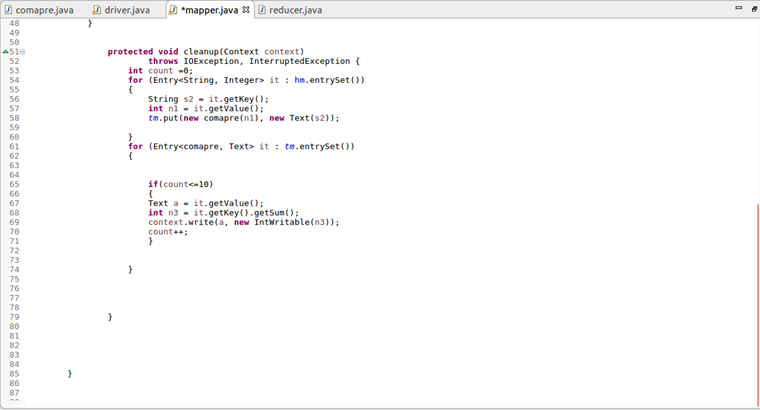 comapre.java driver.java *mapper.java reducer.java
48 }
49
50
51 protected void cleanup(Context context)
52 throws IOException, InterruptedException {
53 int count =0;
54 for (Entry<String, Integer> it : hm.entrySet())
55 {
56 String s2 = it.getKey();
57 int n1 = it.getValue();
58 tm.put(new comapre(n1), new Text(s2));
59
60 }
61 for (Entry<comapre, Text> it : tm.entrySet())
62 {
63
64
65 if(count<=10)
66 {
67 Text a = it.getValue();
68 int n3 = it.getKey().getSum();
69 context.write(a, new IntWritable(n3));
70 count++;
71 }
72
73
74 }
75
76
77
78
79 }
80
81
82
83
84
85 }
86
87